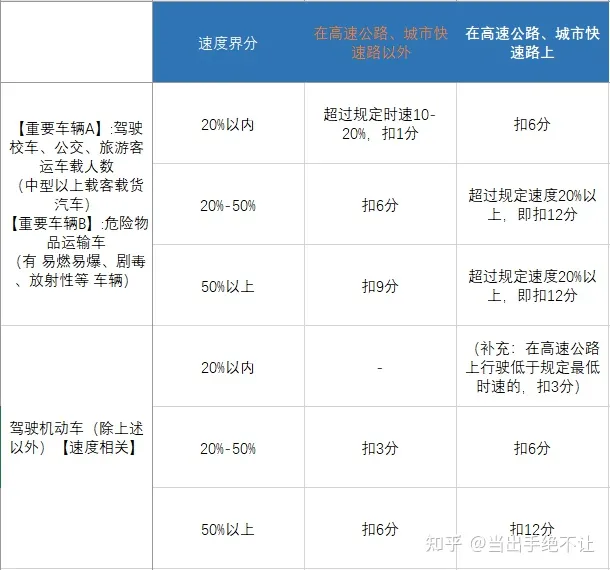 速度界分
在高速公路、城市快
速路以外
在高速公路、城市快
速路上
【重要车辆A】:驾驶
校车、公交、旅游客
运车载人数
（中型以上载客载货
汽车）
【重要车辆B】:危险物
品运输车
（有 易燃易爆、剧毒
、放射性等 车辆）
20%以内
超过规定时速10-
20%，扣1分
扣6分
20%-50%
扣6分
超过规定速度20%以
上，即扣12分
50%以上
扣9分
超过规定速度20%以
上，即扣12分
驾驶机动车（除上述
以外）【速度相关】
20%以内
-
（补充：在高速公路
上行驶低于规定最低
时速的，扣3分）
20%-50%
扣3分
扣6分
50%以上
扣6分
扣12分
知乎 @当出手绝不让